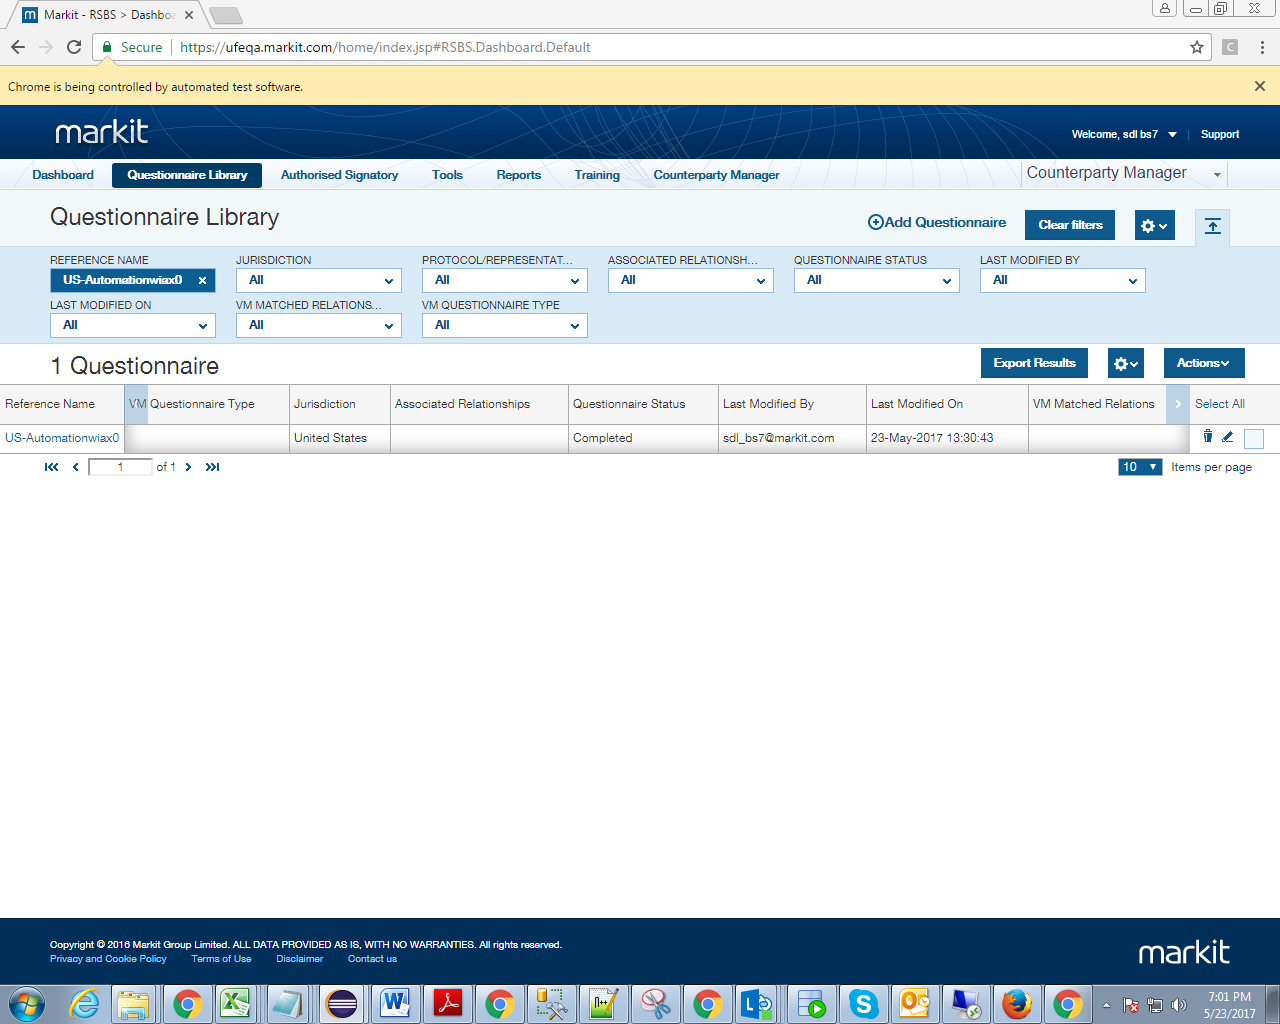 Markit - RSBS > Dashboa
Secure https://ufeqa.markit.com/home/index.jsp#RSBS.Dashboard.Default
Chrome is being controlled by automated test software.
markit
Welcome, sdl bs7 Support
Dashboard Questionnaire Library Authorised Signatory Tools Reports Training Counterparty Manager Counterparty Manager
Questionnaire Library
Add Questionnaire Clear filters
REFERENCE NAME JURISDICTION PROTOCOL/REPRESENTAT... ASSOCIATED RELATIONSH... QUESTIONNAIRE STATUS LAST MODIFIED BY
US-Automationwiax0 All All All All All
LAST MODIFIED ON VM MATCHED RELATIONS... VM QUESTIONNAIRE TYPE
All All All
1 Questionnaire
Export Results Actions
Reference Name VM Questionnaire Type Jurisdiction Associated Relationships Questionnaire Status Last Modified By Last Modified On VM Matched Relations Select All
US-Automationwiax0 United States Completed sdl_bs7@markit.com 23-May-2017 13:30:43
1 of 1 10 Items per page
Copyright © 2016 Markit Group Limited. ALL DATA PROVIDED AS IS, WITH NO WARRANTIES. All rights reserved.
Privacy and Cookie Policy Terms of Use Disclaimer Contact us
markit
7:01 PM
5/23/2017